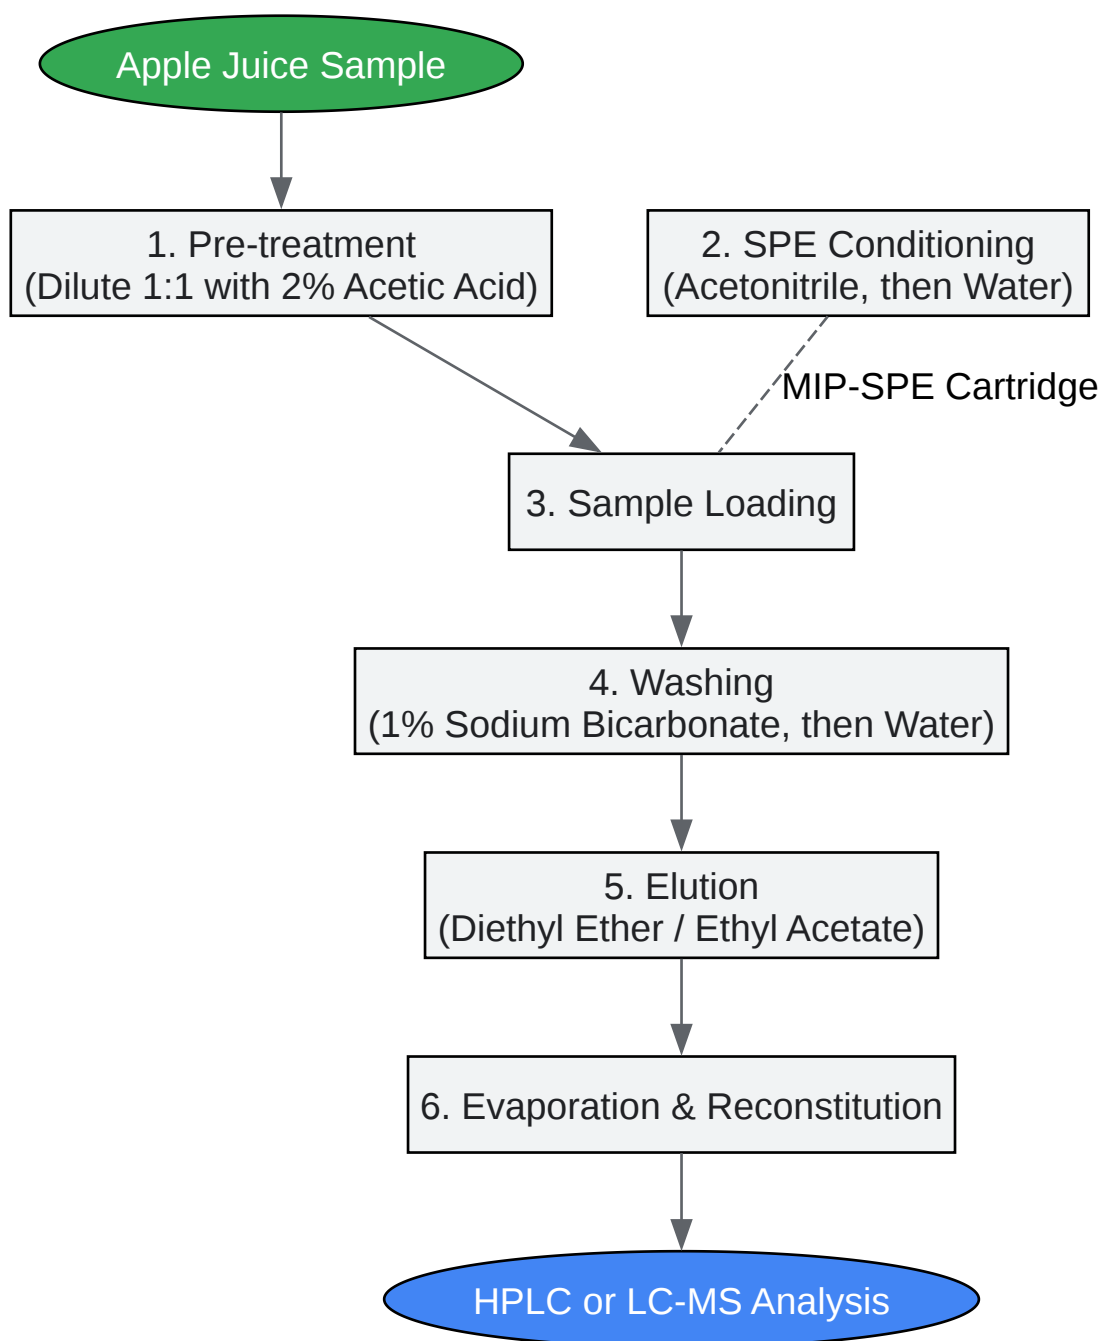 Apple Juice Sample
1. Pre-treatment
(Dilute 1:1 with 2% Acetic Acid)
2. SPE Conditioning
(Acetonitrile, then Water)
MIP-SPE Cartridge
3. Sample Loading
4. Washing
(1% Sodium Bicarbonate, then Water)
5. Elution
(Diethyl Ether / Ethyl Acetate)
6. Evaporation & Reconstitution
HPLC or LC-MS Analysis